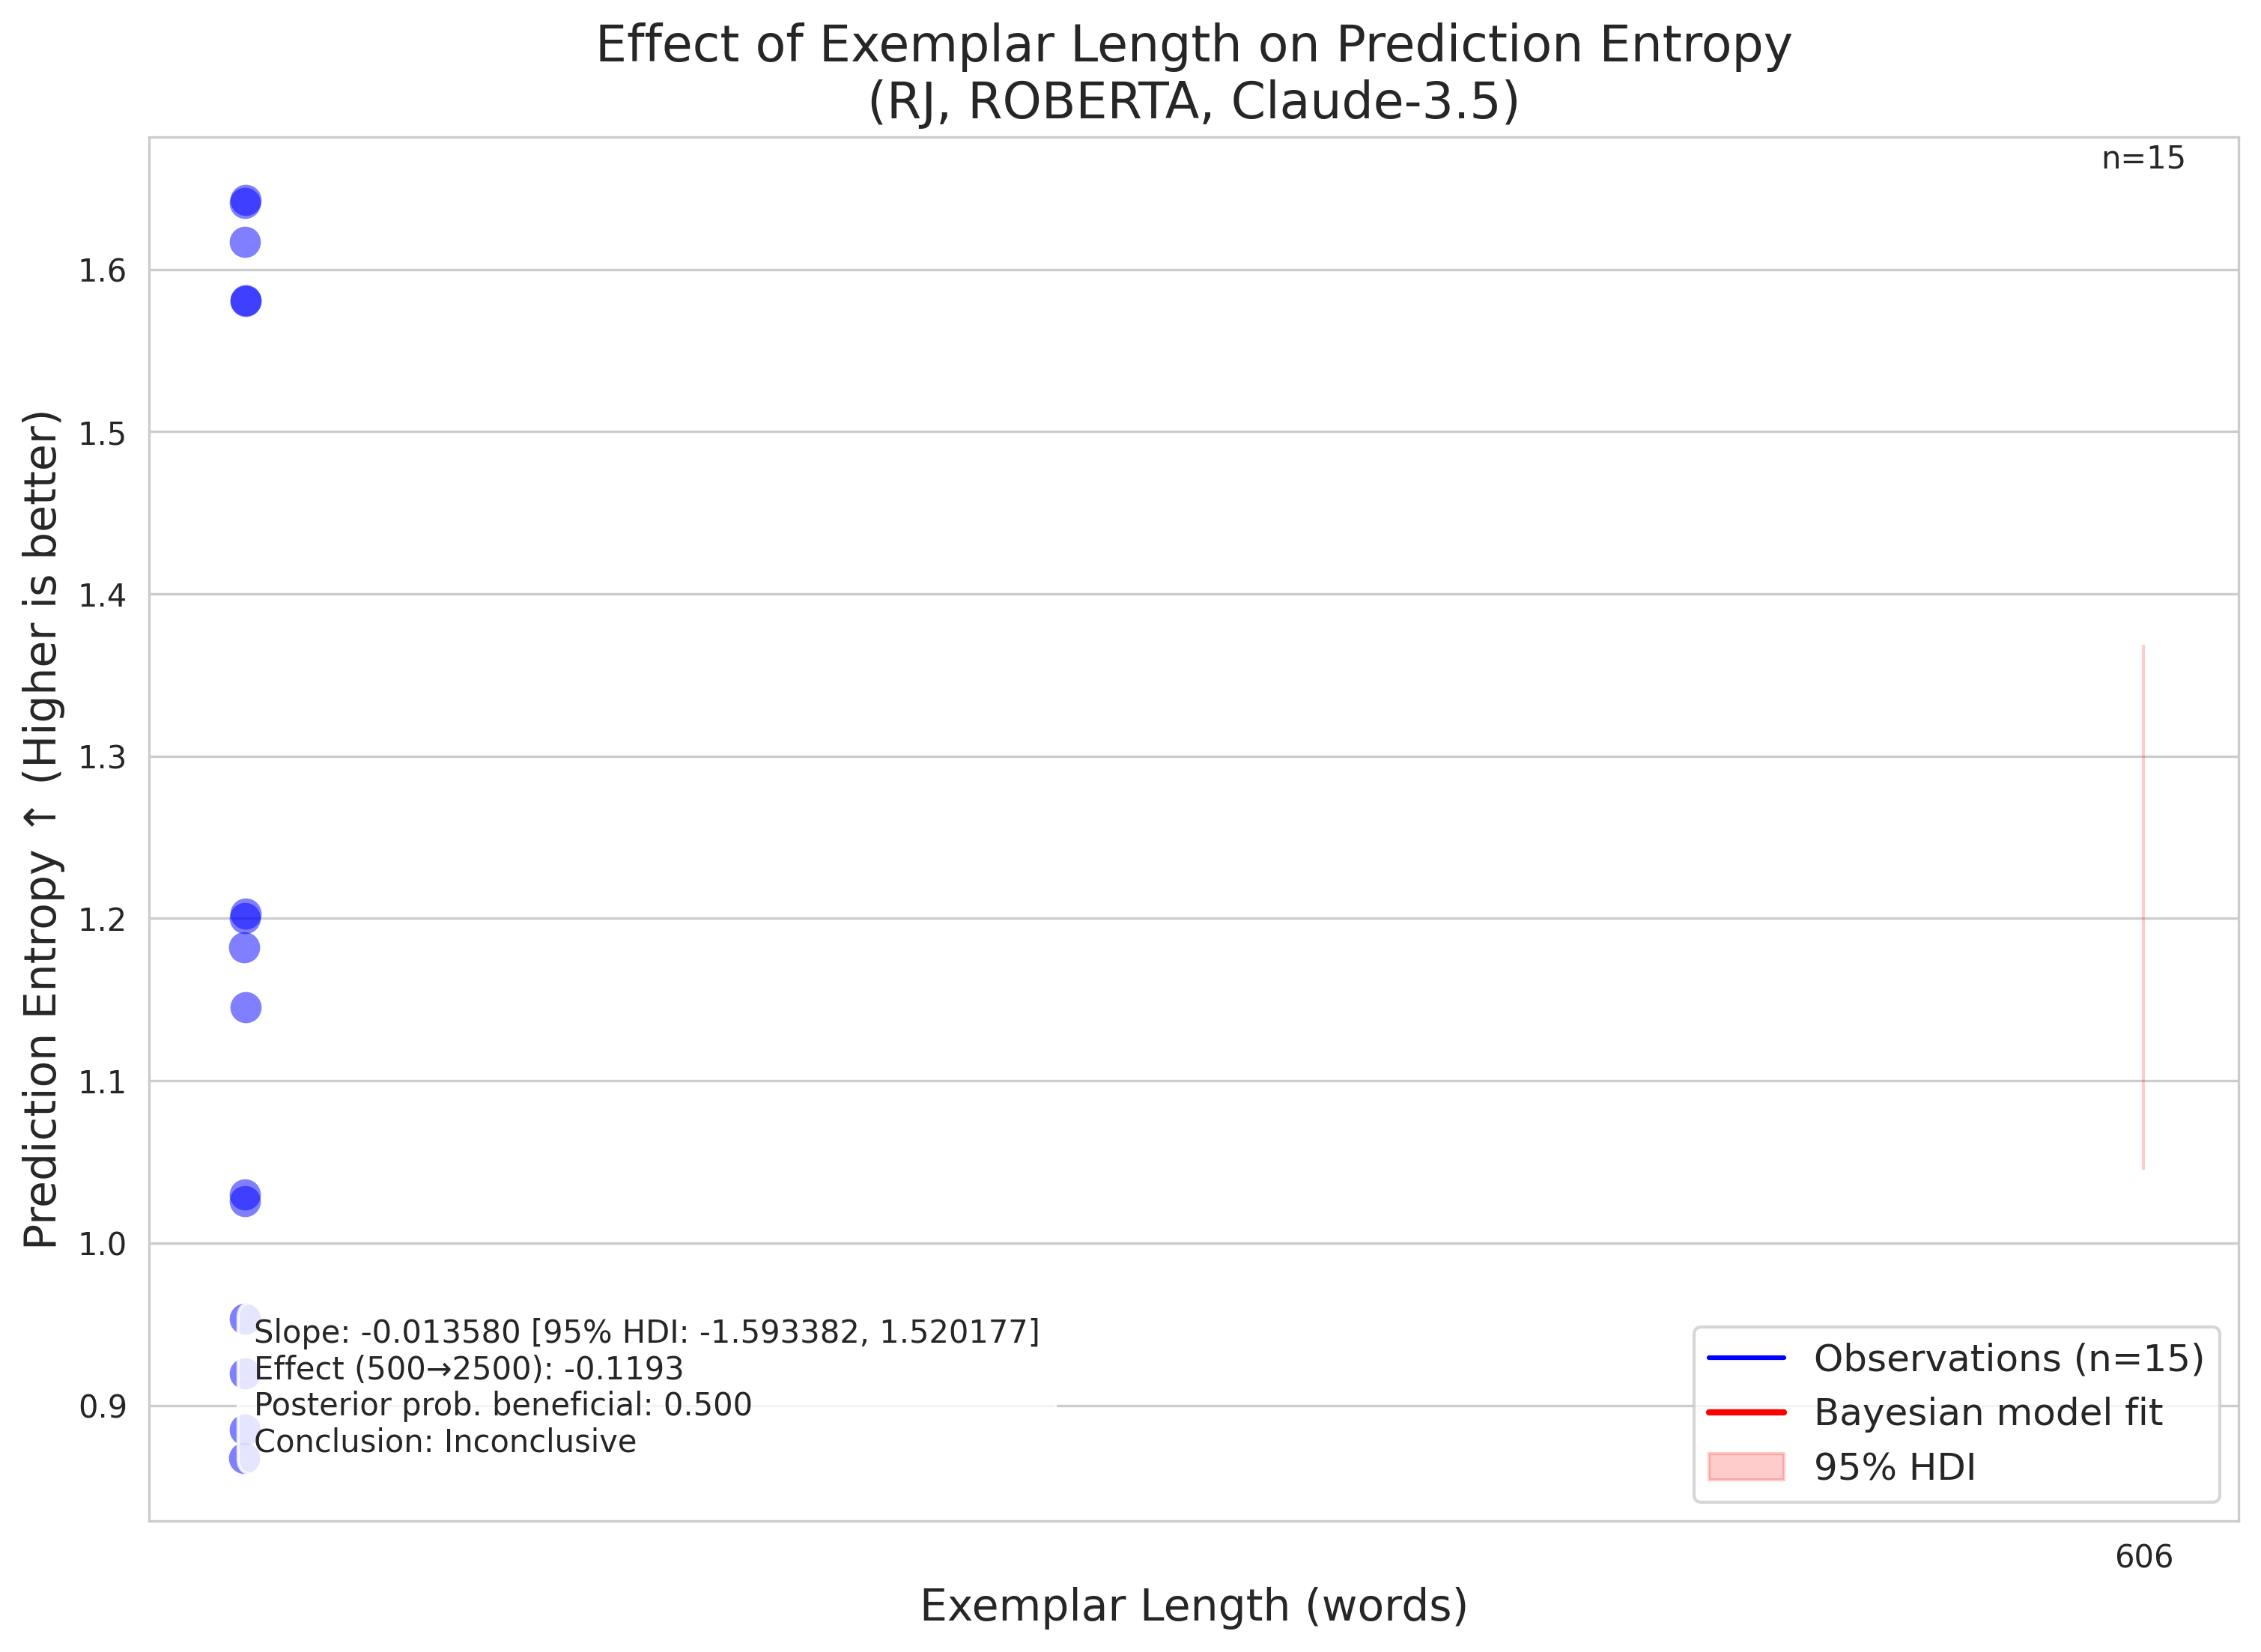 Effect of Exemplar Length on Prediction Entropy
(RJ, ROBERTA, Claude-3.5)
n=15
Prediction Entropy ↑ (Higher is better)
1.6
1.5
1.4
1.3
1.2
1.1
1.0
0.9
Slope: -0.013580 [95% HDI: -1.593382, 1.520177]
Effect (500→2500): -0.1193
Posterior prob. beneficial: 0.500
Conclusion: Inconclusive
Observations (n=15)
Bayesian model fit
95% HDI
606
Exemplar Length (words)